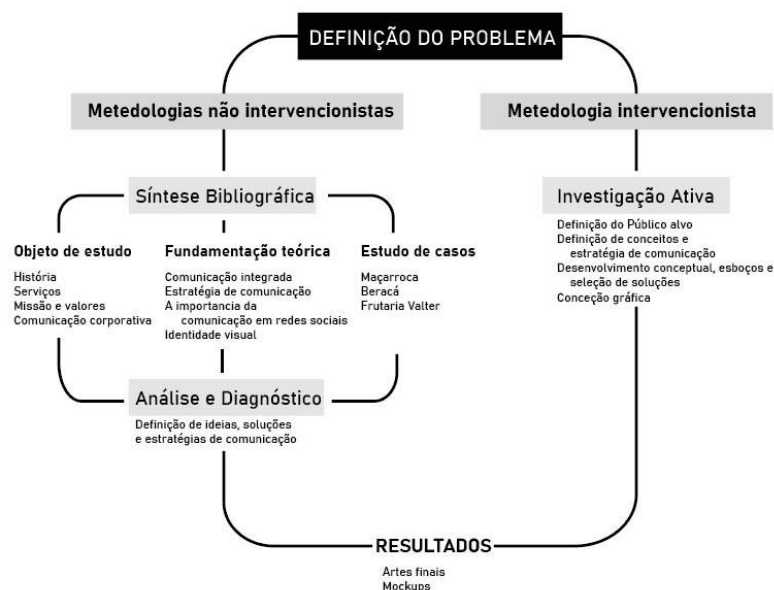 DEFINIÇÃO DO PROBLEMA
Metedologias não intervencionistas
Metedologia intervencionista
Síntese Bibliográfica
Objeto de estudo
História
Serviços
Missão e valores
Comunicação corporativa
Fundamentação teórica
Comunicação integrada
Estratégia de comunicação
A importancia da
comunicação em redes sociais
Identidade visual
Estudo de casos
Maçarroca
Beracá
Frutaria Valter
Análise e Diagnóstico
Definição de ideias, soluções
e estratégias de comunicação
Investigação Ativa
Definição do Público alvo
Definição de conceitos e
estratégia de comunicação
Desenvolvimento conceptual, esboços e
seleção de soluções
Conceção gráfica
RESULTADOS
Artes finais
Mockups